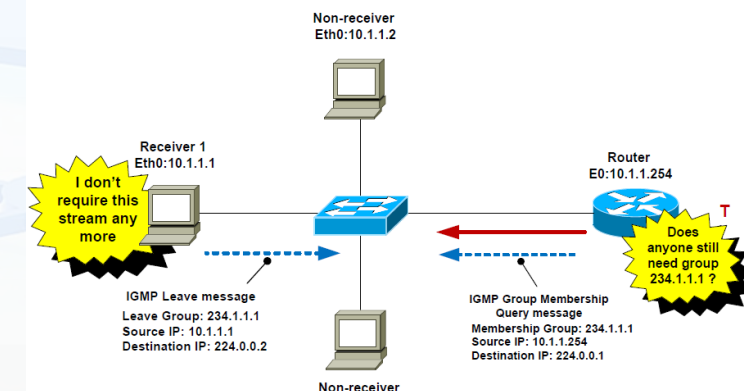 Non-receiver
Eth0:10.1.1.2
Receiver 1
Eth0:10.1.1.1
I don't
require this
stream any
more
Router
E0:10.1.1.254
T
Does
anyone still
need group
234.1.1.1 ?
IGMP Leave message
Leave Group: 234.1.1.1
Source IP: 10.1.1.1
Destination IP: 224.0.0.2
IGMP Group Membership
Query message
Membership Group: 234.1.1.1
Source IP: 10.1.1.254
Destination IP: 224.0.0.1
Non-receiver